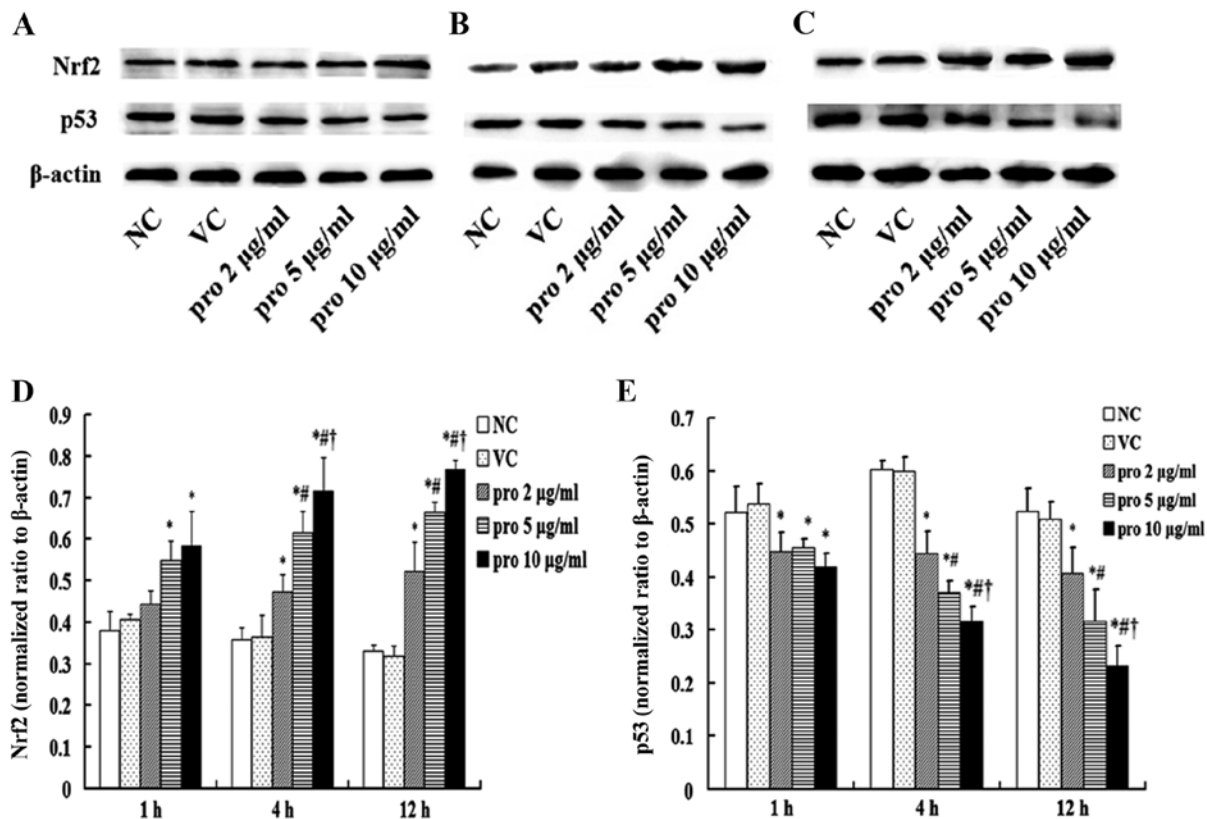 A
B
C
Nrf2
p53
β-actin
NC
VC
pro 2 µg/ml
pro 5 µg/ml
pro 10 µg/ml
NC
VC
pro 2 µg/ml
pro 5 µg/ml
pro 10 µg/ml
NC
VC
pro 2 µg/ml
pro 5 µg/ml
pro 10 µg/ml
D
Nrf2 (normalized ratio to β-actin)
0.9
0.8
0.7
0.6
0.5
0.4
0.3
0.2
0.1
0
* *
* *# *#†
* *# *#†
1 h 4 h 12 h
NC
VC
pro 2 µg/ml
pro 5 µg/ml
pro 10 µg/ml
E
p53 (normalized ratio to β-actin)
0.7
0.6
0.5
0.4
0.3
0.2
0.1
0
* * *
* *# *#†
* *# *#†
1 h 4 h 12 h
NC
VC
pro 2 µg/ml
pro 5 µg/ml
pro 10 µg/ml